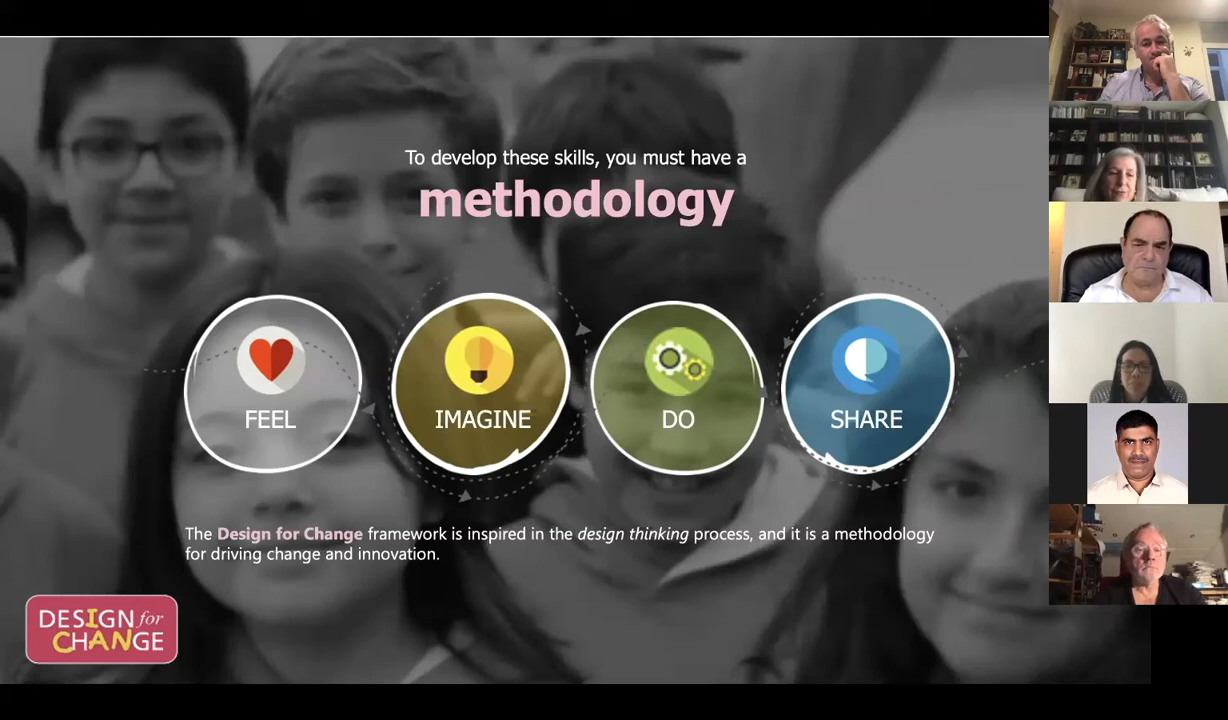 To develop these skills, you must have a
methodology
FEEL
IMAGINE
DO
SHARE
The Design for Change framework is inspired in the design thinking process, and it is a methodology
for driving change and innovation.
DESIGN for
CHANGE